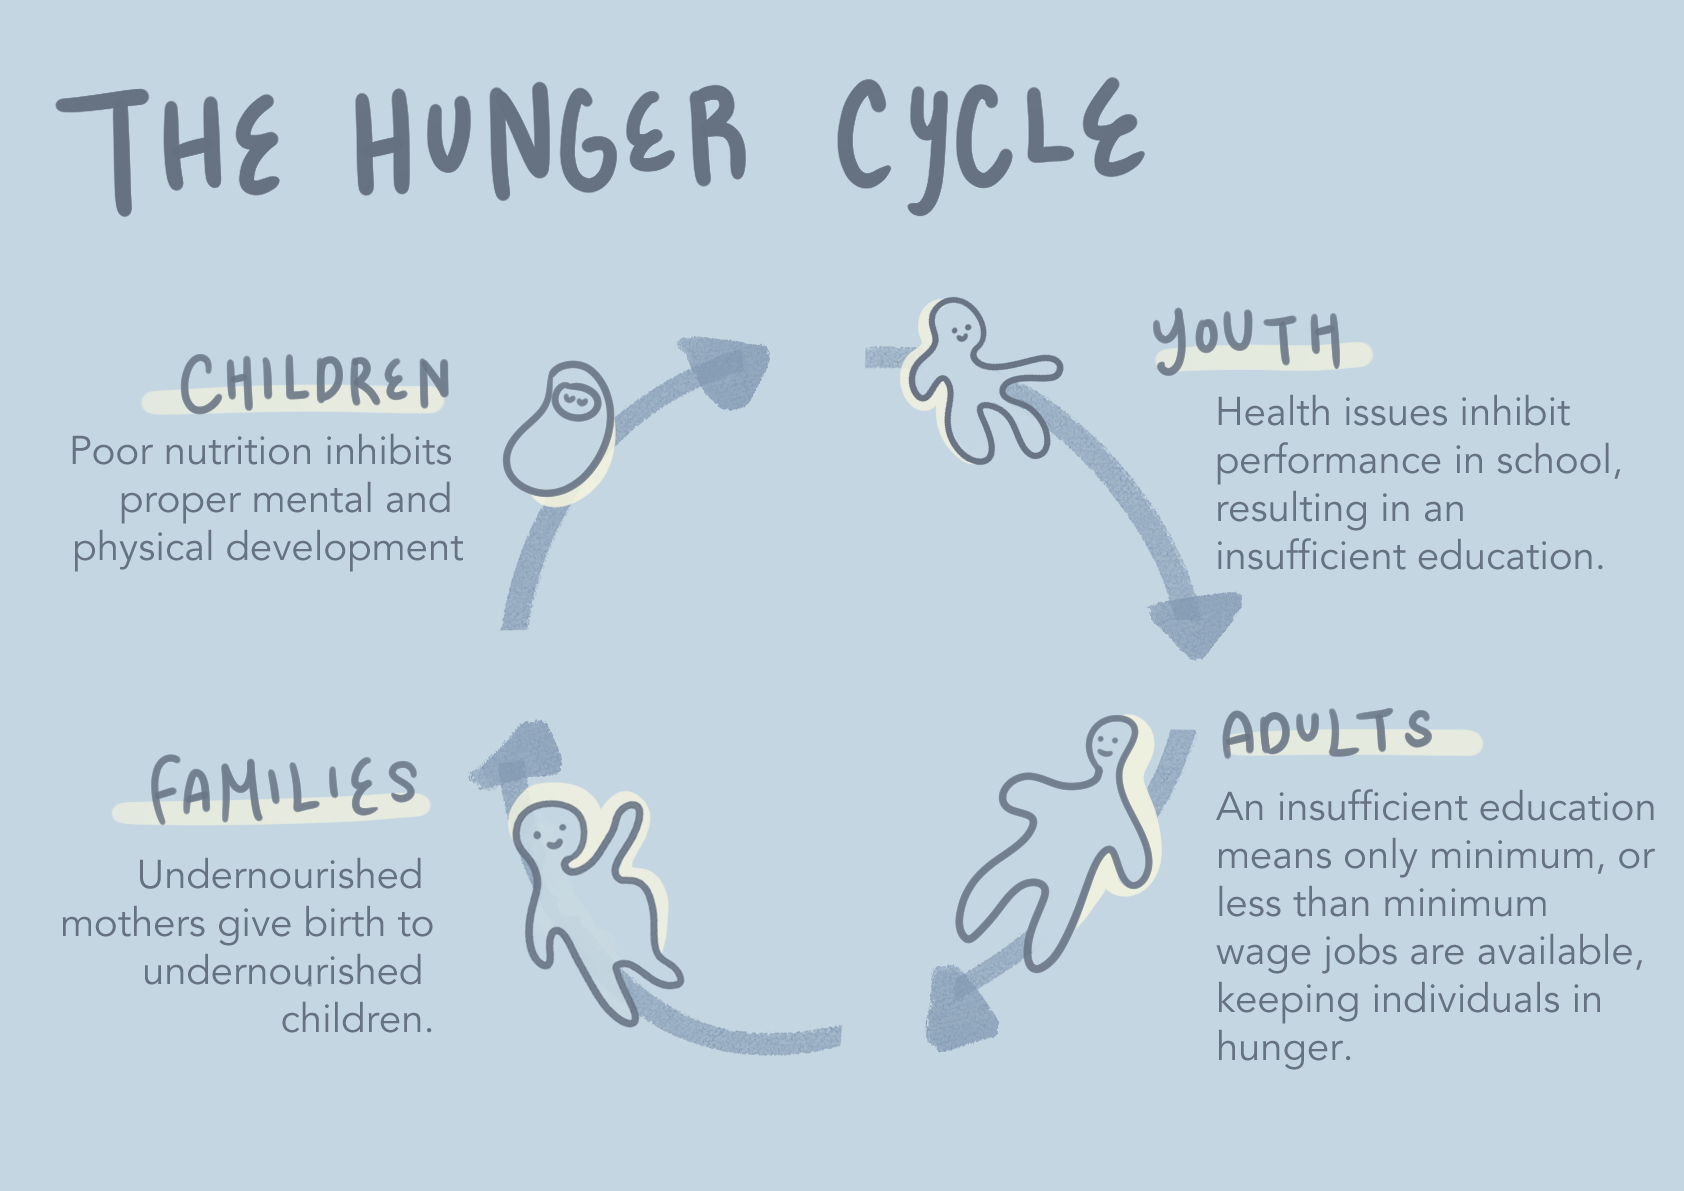 THE HUNGER CYCLE
CHILDREN
Poor nutrition inhibits
proper mental and
physical development
YOUTH
Health issues inhibit
performance in school,
resulting in an
insufficient education.
ADULTS
An insufficient education
means only minimum, or
less than minimum
wage jobs are available,
keeping individuals in
hunger.
FAMILIES
Undernourished
mothers give birth to
undernourished
children.